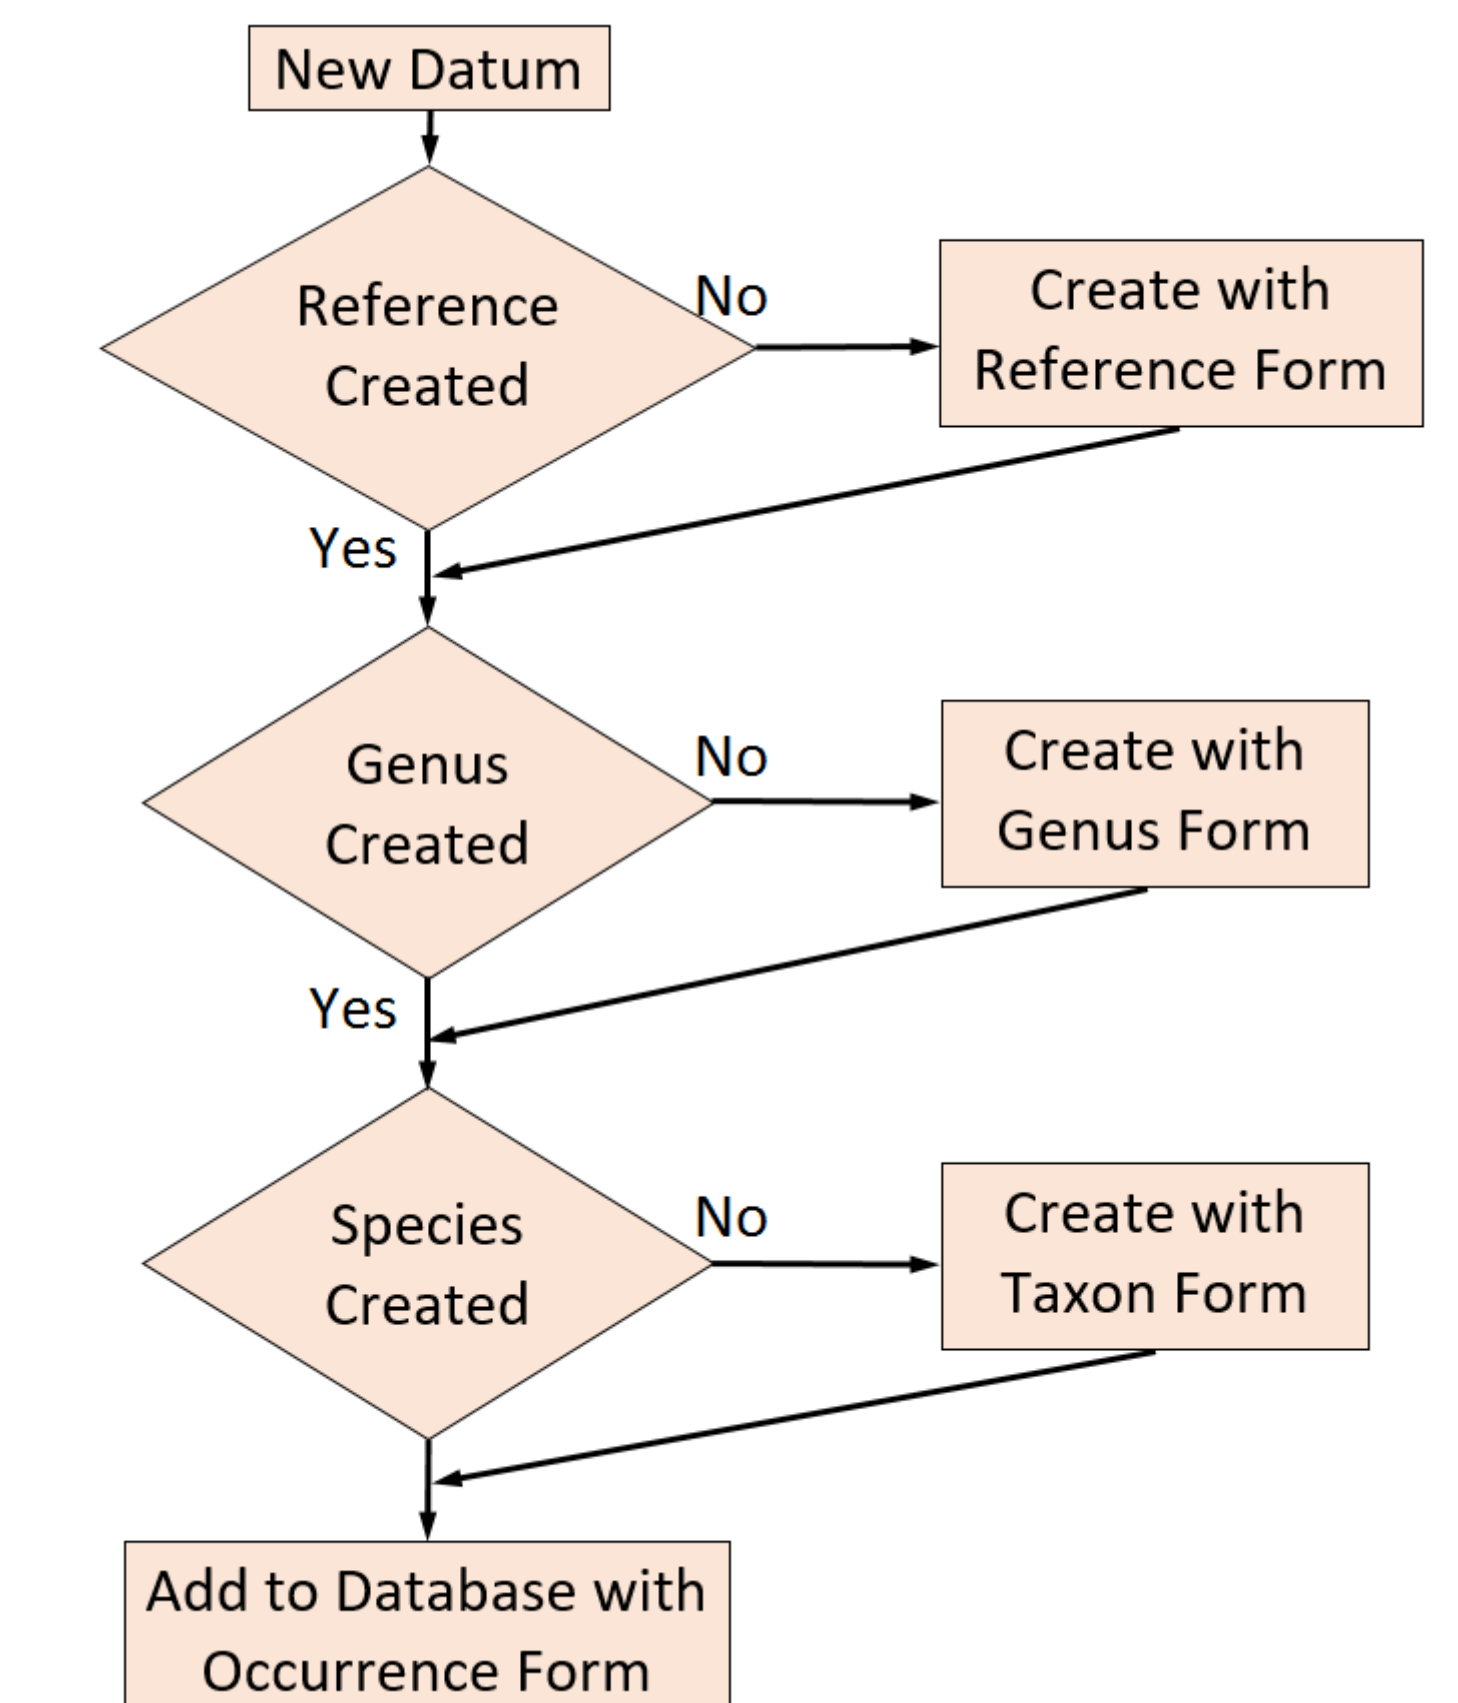 New Datum
Reference
Created
No
Create with
Reference Form
Yes
Genus
Created
No
Create with
Genus Form
Yes
Species
Created
No
Create with
Taxon Form
Add to Database with
Occurrence Form